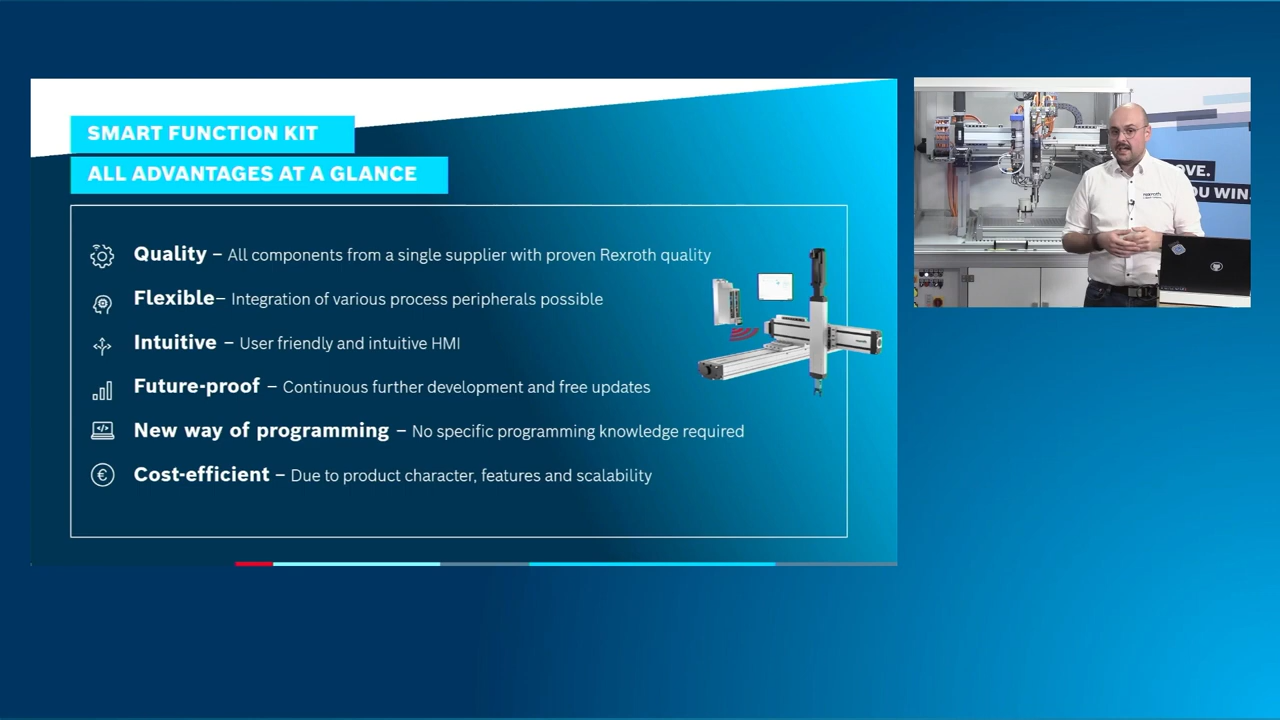 SMART FUNCTION KIT
ALL ADVANTAGES AT A GLANCE
Quality – All components from a single supplier with proven Rexroth quality
Flexible– Integration of various process peripherals possible
Intuitive – User friendly and intuitive HMI
Future-proof – Continuous further development and free updates
New way of programming – No specific programming knowledge required
Cost-efficient – Due to product character, features and scalability
OVE.
OU WIN.
rexroth